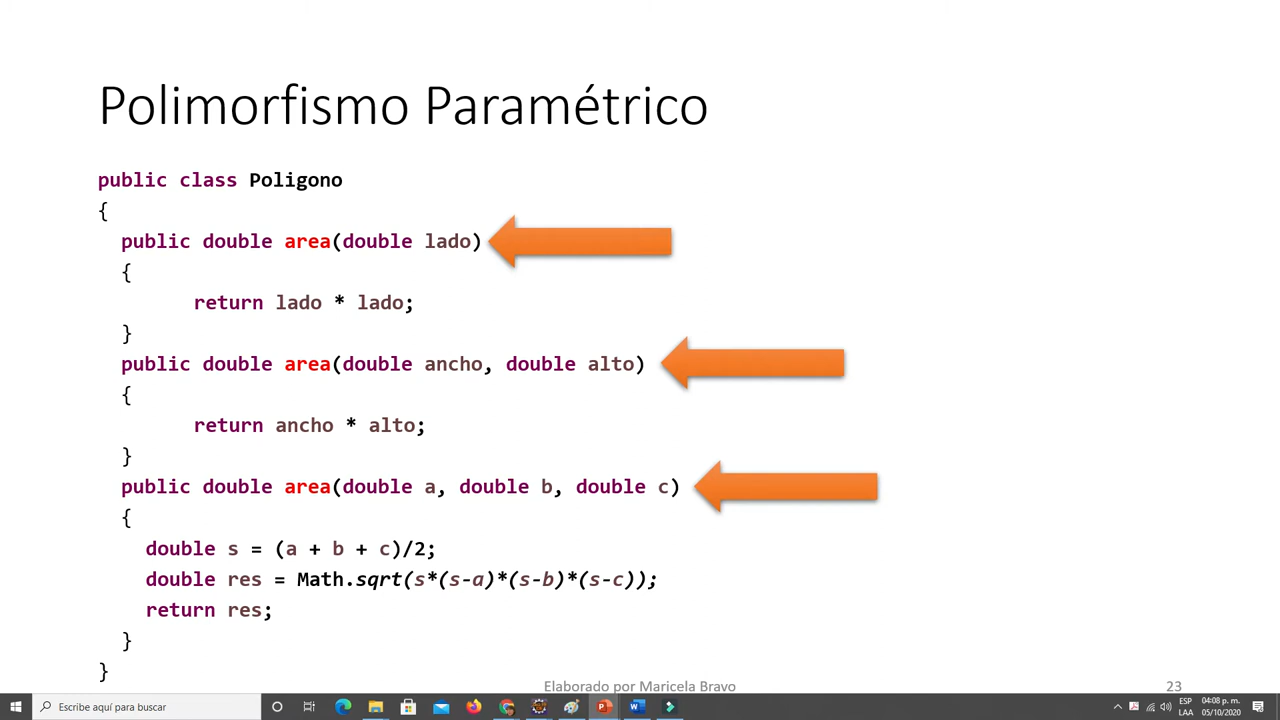 Polimorfismo Paramétrico
public class Poligono
{
public double area(double lado)
{
return lado * lado;
}
public double area(double ancho, double alto)
{
return ancho * alto;
}
public double area(double a, double b, double c)
{
double s = (a + b + c)/2;
double res = Math.sqrt(s*(s-a)*(s-b)*(s-c));
return res;
}
}
Elaborado por Maricela Bravo
23
Escribe aquí para buscar
ESP
LAA
04:08 p. m.
05/10/2020